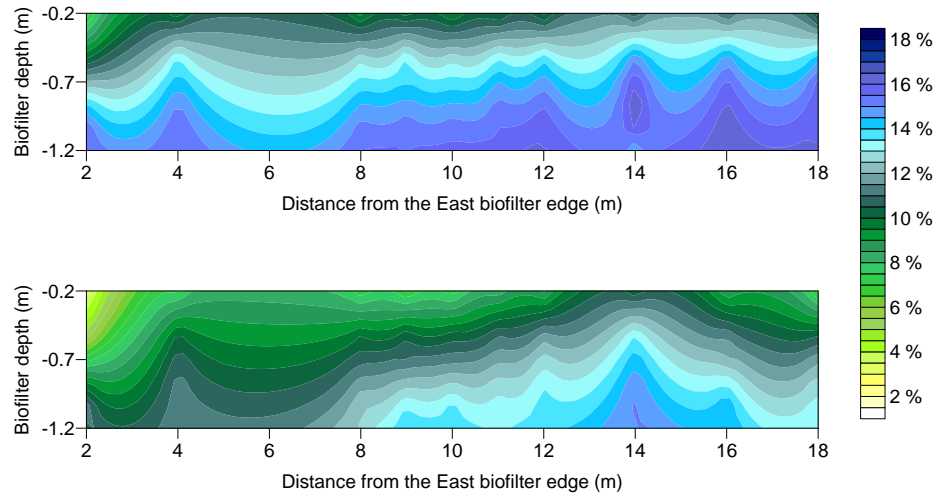 -0.2
-0.7
-1.2
Biofilter depth (m)
2 4 6 8 10 12 14 16 18
Distance from the East biofilter edge (m)
-0.2
-0.7
-1.2
Biofilter depth (m)
2 4 6 8 10 12 14 16 18
Distance from the East biofilter edge (m)
18 %
16 %
14 %
12 %
10 %
8 %
6 %
4 %
2 %